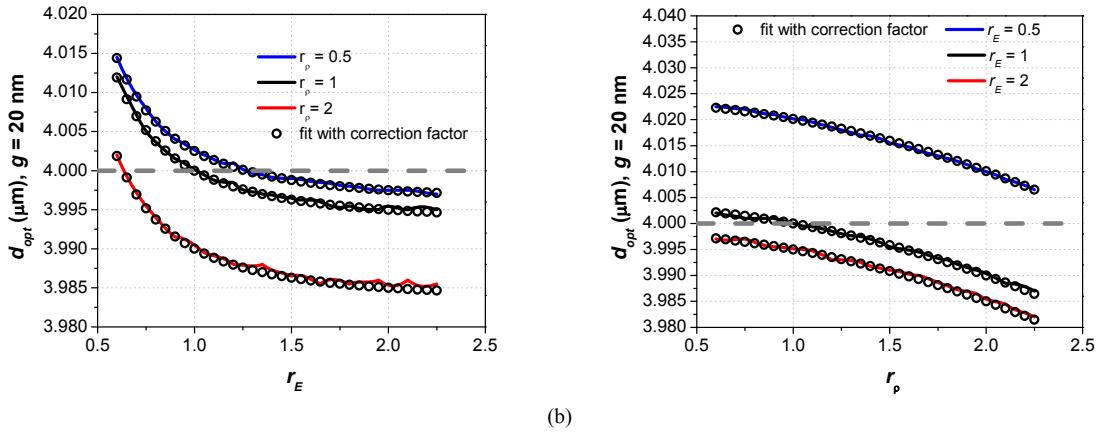 4.020
4.015
4.010
4.005
4.000
3.995
3.990
3.985
3.980
d_opt (μm), g = 20 nm
r_ρ = 0.5
r_ρ = 1
r_ρ = 2
fit with correction factor
0.5 1.0 1.5 2.0 2.5
r_E
4.040
4.035
4.030
4.025
4.020
4.015
4.010
4.005
4.000
3.995
3.990
3.985
3.980
d_opt (μm), g = 20 nm
fit with correction factor
r_E = 0.5
r_E = 1
r_E = 2
0.5 1.0 1.5 2.0 2.5
r_ρ
(b)